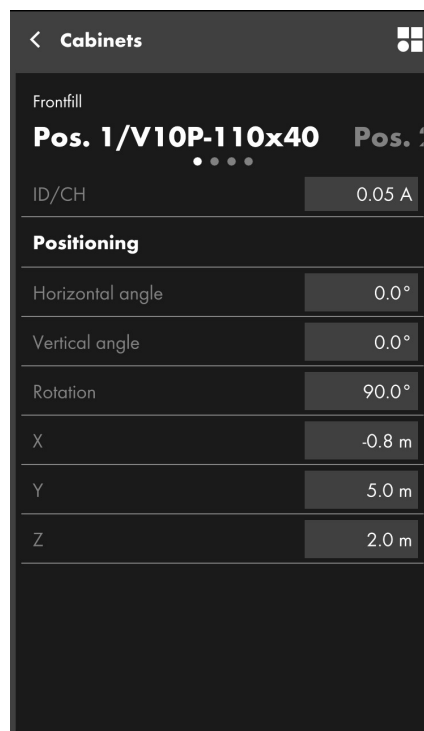 Cabinets
Frontfill
Pos. 1/V10P-110x40 Pos.
ID/CH 0.05 A
Positioning
Horizontal angle 0.0°
Vertical angle 0.0°
Rotation 90.0°
X -0.8 m
Y 5.0 m
Z 2.0 m